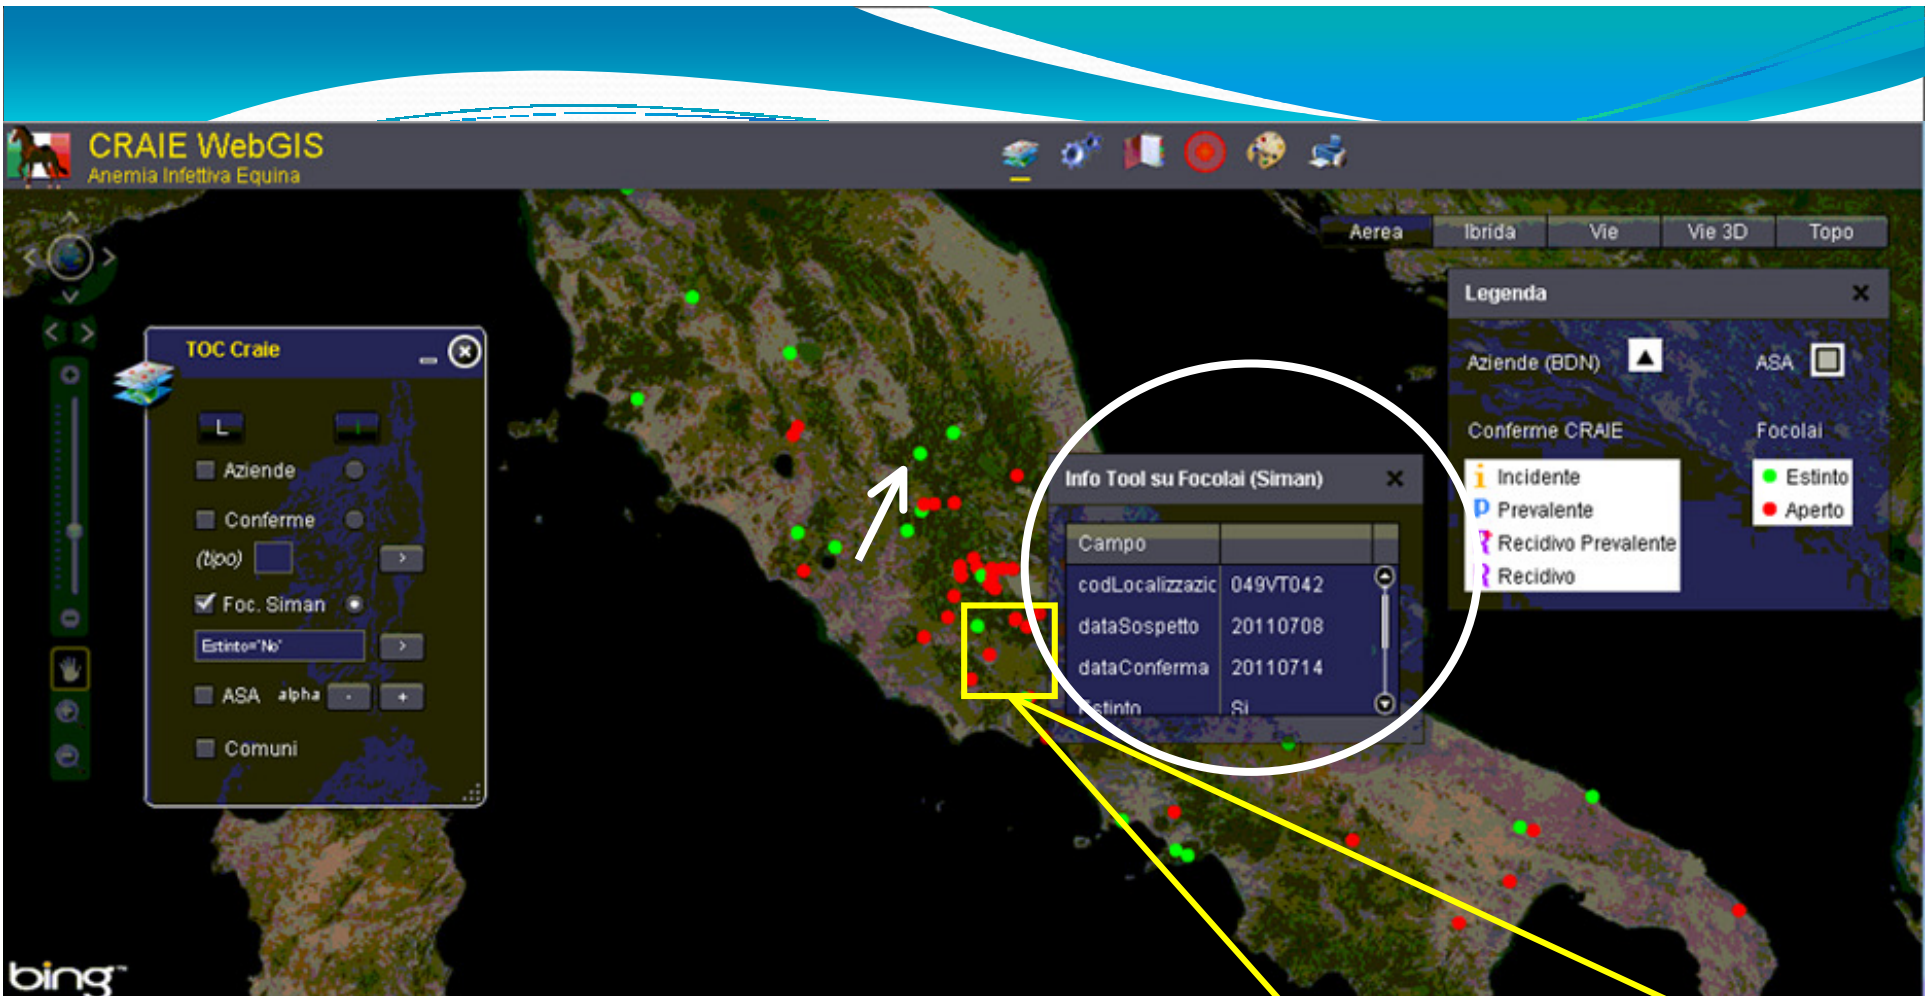 CRAIE WebGIS
Anemia Infettiva Equina
Aerea
Ibrida
Vie
Vie 3D
Topo
TOC Craie
L
i
Aziende
Conferme
(tipo)
>
Foc. Siman
Estinto="No"
>
ASA alpha - +
Comuni
Info Tool su Focolai (Siman)
Campo
codLocalizzazic 049VT042
dataSospetto 20110708
dataConferma 20110714
Estinto Si
Legenda
Aziende (BDN)
ASA
Conferme CRAIE
Focolai
i Incidente
p Prevalente
Recidivo Prevalente
Recidivo
Estinto
Aperto
bing™